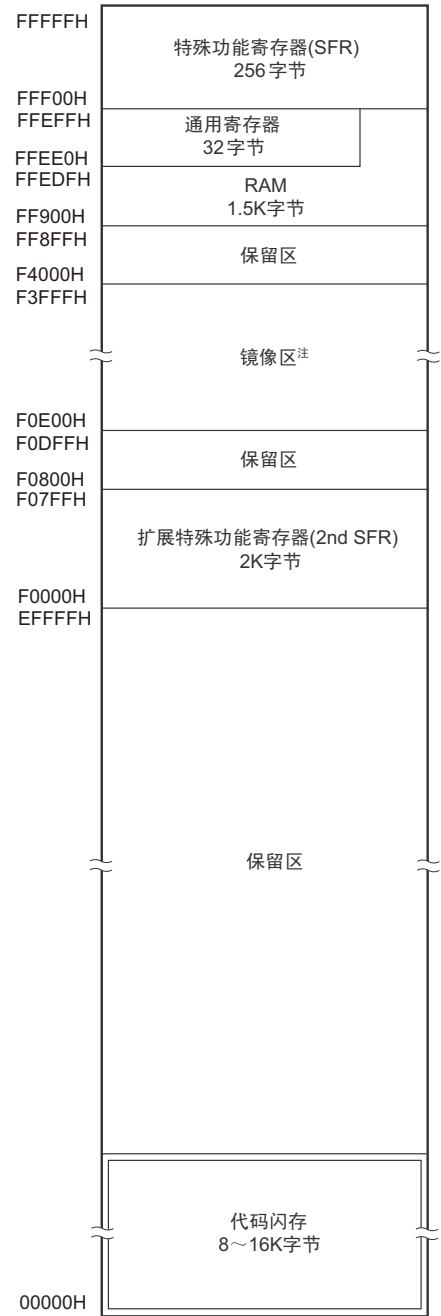 FFFFFH
特殊功能寄存器(SFR)
256字节
FFF00H
FFEFFH
通用寄存器
32字节
FFEE0H
FFEDFH
RAM
1.5K字节
FF900H
FF8FFH
保留区
F4000H
F3FFFH
镜像区注
F0E00H
F0DFFH
保留区
F0800H
F07FFH
扩展特殊功能寄存器(2nd SFR)
2K字节
F0000H
EFFFFH
保留区
代码闪存
8～16K字节
00000H